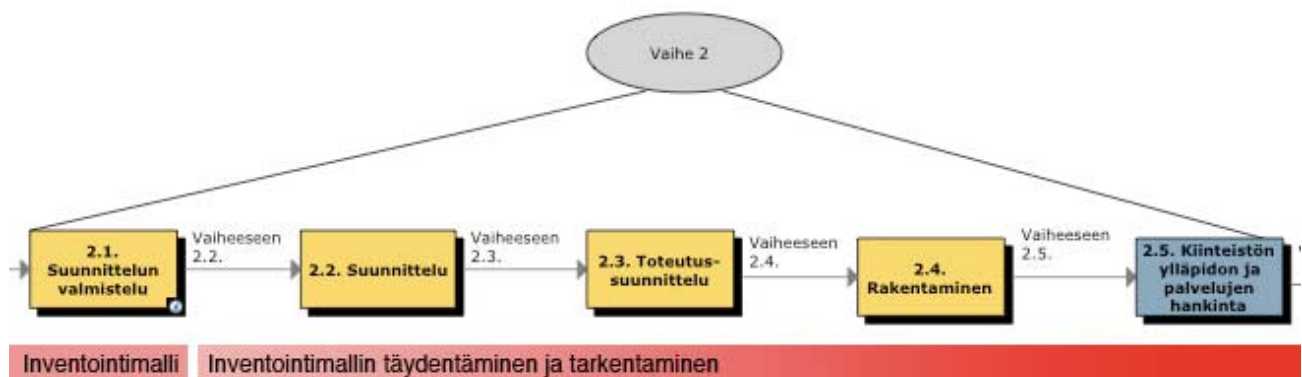 Vaihe 2
2.1.
Suunnittelun
valmistelu
Vaiheeseen
2.2.
2.2. Suunnittelu
Vaiheeseen
2.3.
2.3. Toteutus-
suunnittelu
Vaiheeseen
2.4.
2.4.
Rakentaminen
Vaiheeseen
2.5.
2.5. Kiinteistön
ylläpidon ja
palvelujen
hankinta
Inventointimalli
Inventointimallin täydentäminen ja tarkentaminen